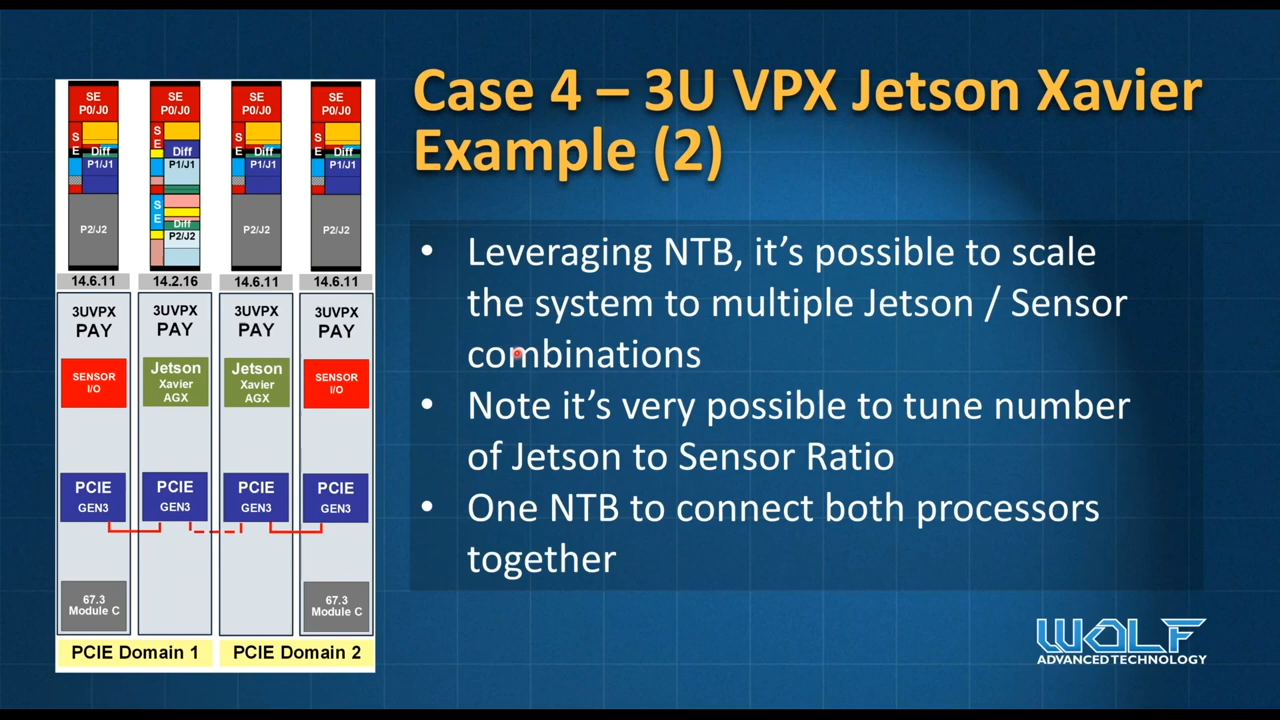 Case 4 – 3U VPX Jetson Xavier
Example (2)
• Leveraging NTB, it’s possible to scale
the system to multiple Jetson / Sensor
combinations
• Note it’s very possible to tune number
of Jetson to Sensor Ratio
• One NTB to connect both processors
together
SE
P0/J0
S
E
Diff
P1/J1
P2/J2
14.6.11
3UVPX
PAY
SENSOR
I/O
PCIE
GEN3
67.3
Module C
SE
P0/J0
S
E
Diff
P1/J1
S
E
Diff
P2/J2
14.2.16
3UVPX
PAY
Jetson
Xavier
AGX
PCIE
GEN3
SE
P0/J0
S
E
Diff
P1/J1
P2/J2
14.6.11
3UVPX
PAY
Jetson
Xavier
AGX
PCIE
GEN3
SE
P0/J0
S
E
Diff
P1/J1
P2/J2
14.6.11
3UVPX
PAY
SENSOR
I/O
PCIE
GEN3
67.3
Module C
PCIE Domain 1
PCIE Domain 2
WOLF
ADVANCED TECHNOLOGY